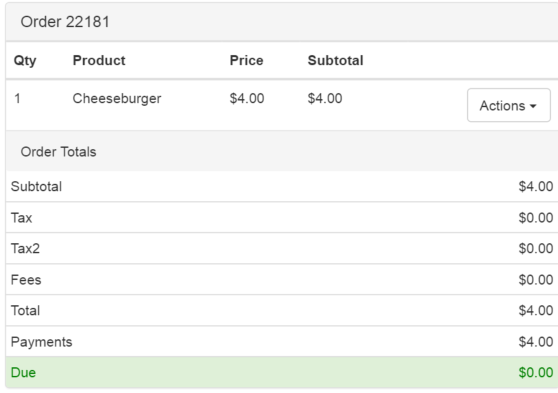 Order 22181
Qty Product Price Subtotal
1 Cheeseburger $4.00 $4.00 Actions
Order Totals
Subtotal $4.00
Tax $0.00
Tax2 $0.00
Fees $0.00
Total $4.00
Payments $4.00
Due $0.00